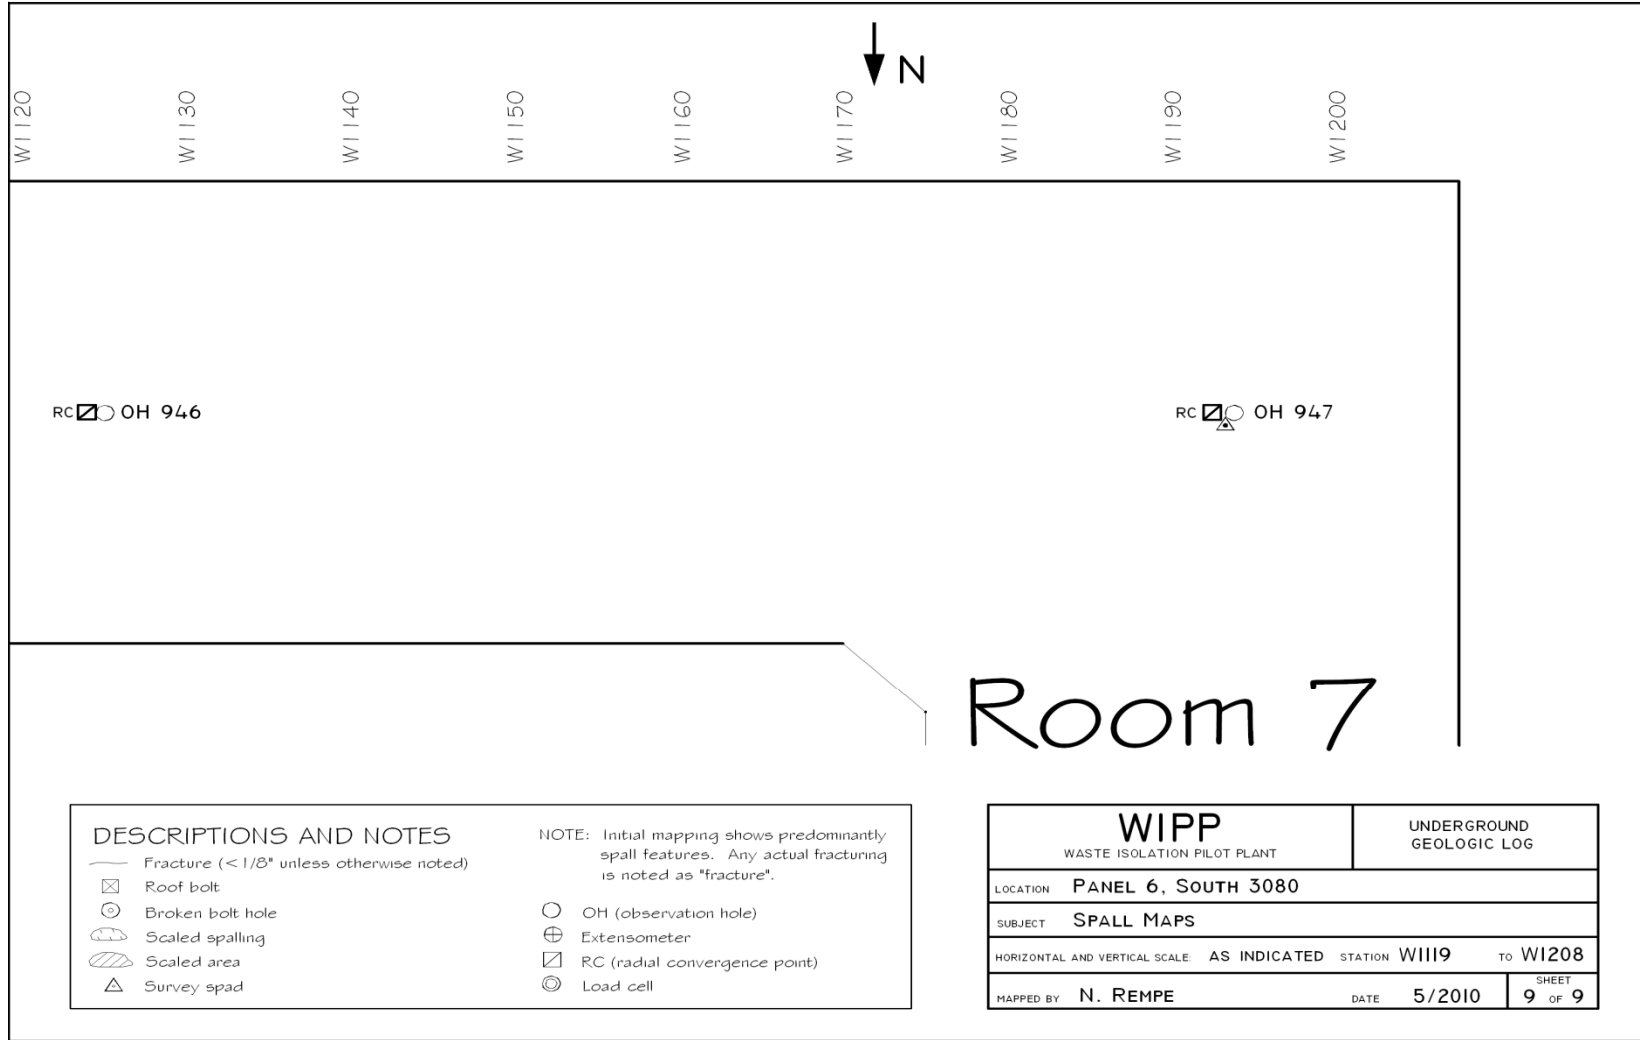 N
W1120 W1130 W1140 W1150 W1160 W1170 W1180 W1190 W1200
RC OH 946
RC OH 947
Room 7
DESCRIPTIONS AND NOTES
Fracture (<1/8" unless otherwise noted)
Roof bolt
Broken bolt hole
Scaled spalling
Scaled area
Survey spad
NOTE: Initial mapping shows predominantly
spall features. Any actual fracturing
is noted as "fracture".
OH (observation hole)
Extensometer
RC (radial convergence point)
Load cell
WIPP
WASTE ISOLATION PILOT PLANT
UNDERGROUND
GEOLOGIC LOG
LOCATION PANEL 6, SOUTH 3080
SUBJECT SPALL MAPS
HORIZONTAL AND VERTICAL SCALE: AS INDICATED STATION W1119 TO W1208
MAPPED BY N. REMPE DATE 5/2010 SHEET 9 OF 9